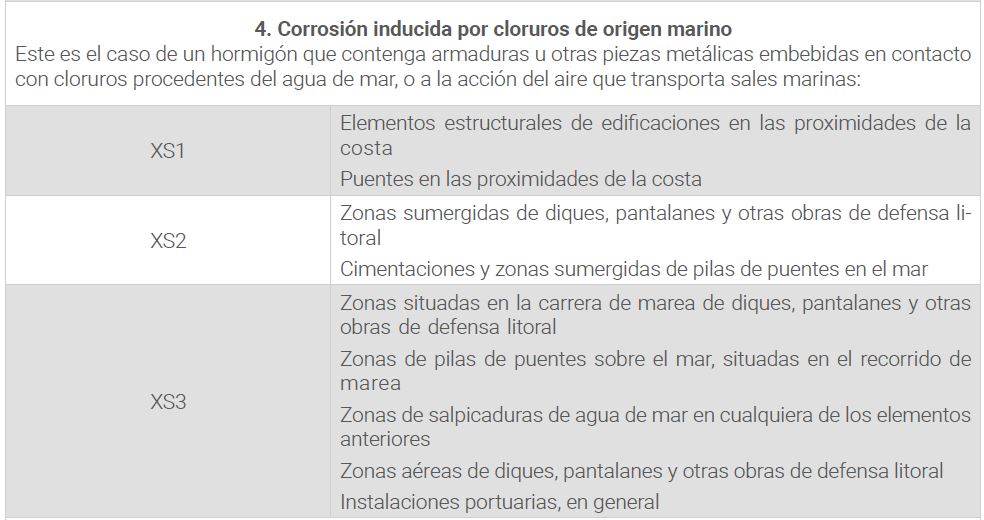 4. Corrosión inducida por cloruros de origen marino
Este es el caso de un hormigón que contenga armaduras u otras piezas metálicas embebidas en contacto
con cloruros procedentes del agua de mar, o a la acción del aire que transporta sales marinas:
XS1
Elementos estructurales de edificaciones en las proximidades de la
costa
Puentes en las proximidades de la costa
XS2
Zonas sumergidas de diques, pantalanes y otras obras de defensa li-
toral
Cimentaciones y zonas sumergidas de pilas de puentes en el mar
XS3
Zonas situadas en la carrera de marea de diques, pantalanes y otras
obras de defensa litoral
Zonas de pilas de puentes sobre el mar, situadas en el recorrido de
marea
Zonas de salpicaduras de agua de mar en cualquiera de los elementos
anteriores
Zonas aéreas de diques, pantalanes y otras obras de defensa litoral
Instalaciones portuarias, en general